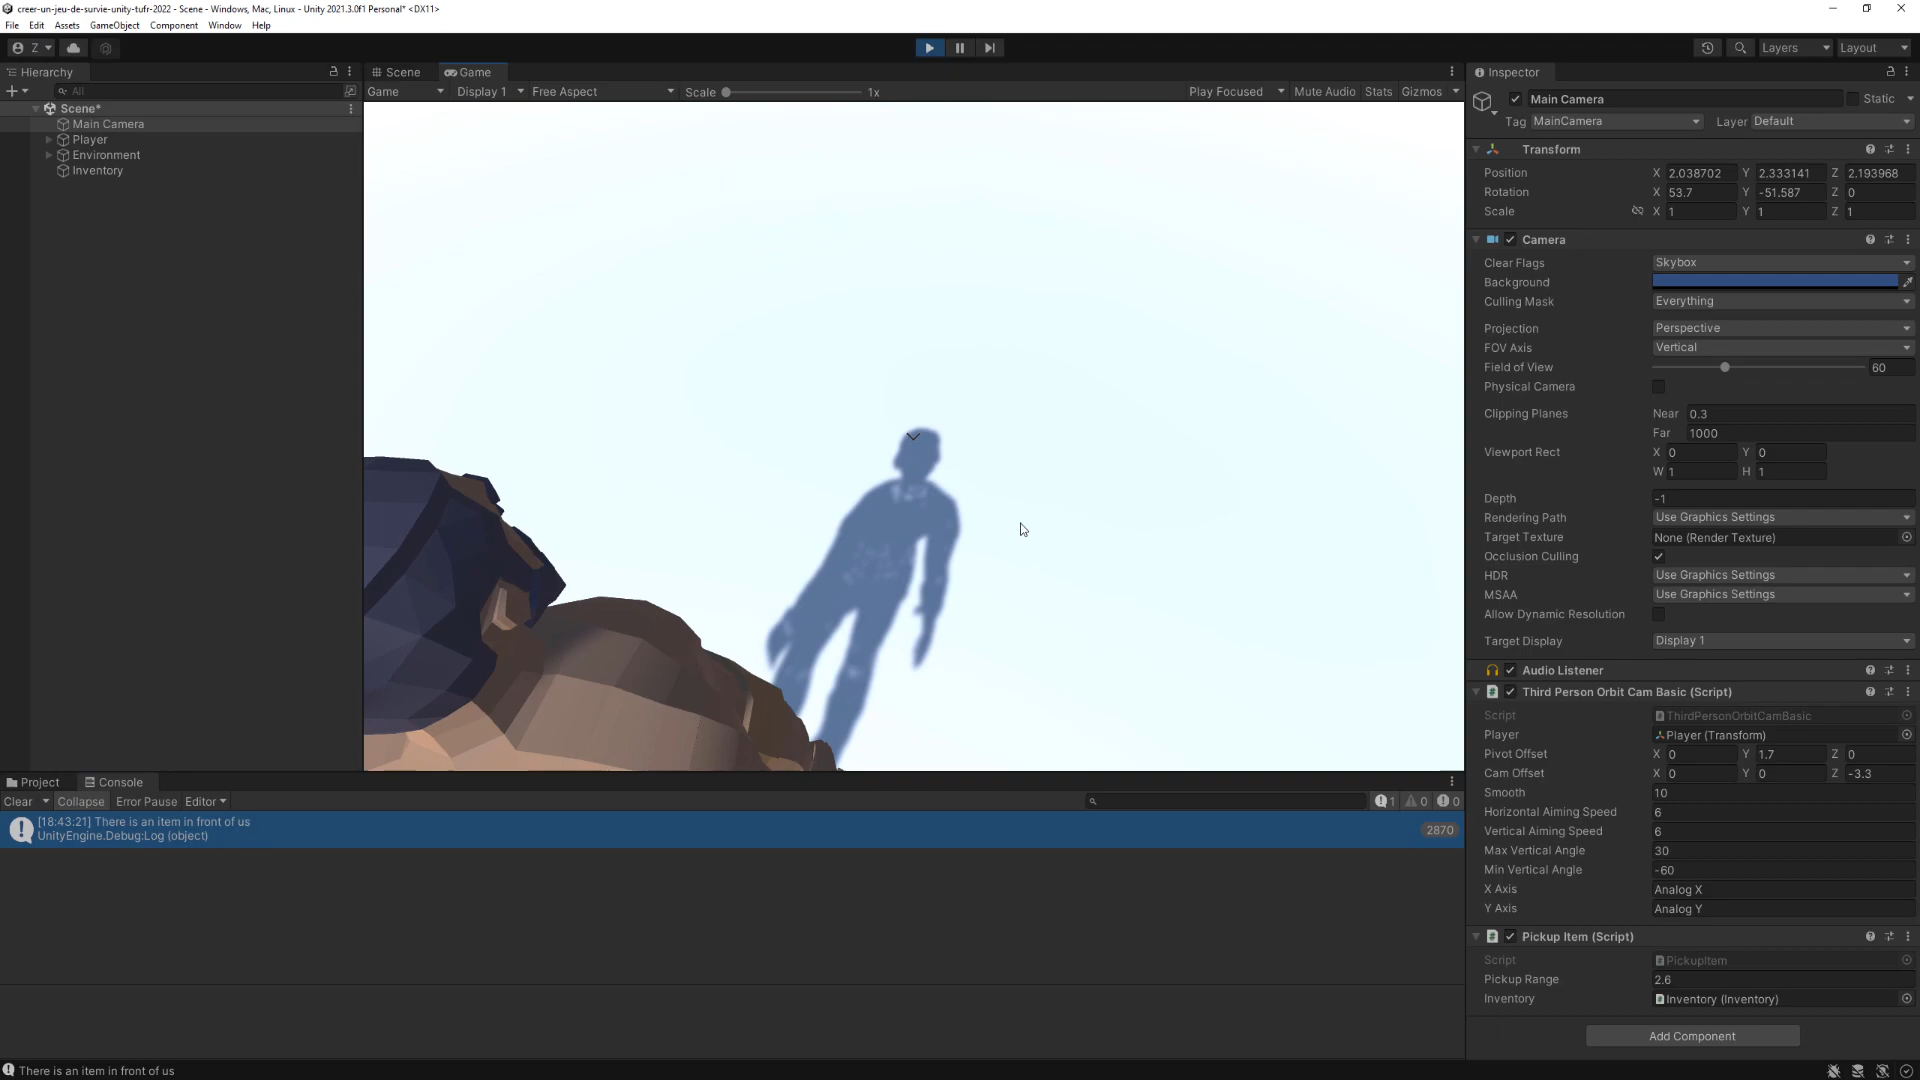 creer-un-jeu-de-survie-unity-tufr-2022 - Scene - Windows, Mac, Linux - Unity 2021.3.0f1 Personal* <DX11>
File Edit Assets GameObject Component Window Help
Z Layers Layout
Hierarchy
All
Scene*
Main Camera
Player
Environment
Inventory
Scene Game
Game Display 1 Free Aspect Scale 1x Play Focused Mute Audio Stats Gizmos
Inspector
Main Camera Static
Tag MainCamera Layer Default
Transform
Position X 2.038702 Y 2.333141 Z 2.193968
Rotation X 53.7 Y -51.587 Z 0
Scale X 1 Y 1 Z 1
Camera
Clear Flags Skybox
Background
Culling Mask Everything
Projection Perspective
FOV Axis Vertical
Field of View 60
Physical Camera
Clipping Planes Near 0.3
Far 1000
Viewport Rect X 0 Y 0
W 1 H 1
Depth -1
Rendering Path Use Graphics Settings
Target Texture None (Render Texture)
Occlusion Culling
HDR Use Graphics Settings
MSAA Use Graphics Settings
Allow Dynamic Resolution
Target Display Display 1
Audio Listener
Third Person Orbit Cam Basic (Script)
Script ThirdPersonOrbitCamBasic
Player Player (Transform)
Pivot Offset X 0 Y 1.7 Z 0
Cam Offset X 0 Y 0 Z -3.3
Smooth 10
Horizontal Aiming Speed 6
Vertical Aiming Speed 6
Max Vertical Angle 30
Min Vertical Angle -60
X Axis Analog X
Y Axis Analog Y
Pickup Item (Script)
Script PickupItem
Pickup Range 2.6
Inventory Inventory (Inventory)
Add Component
Project Console
Clear Collapse Error Pause Editor 1 0 0
[18:43:21] There is an item in front of us
UnityEngine.Debug:Log (object)
2870
There is an item in front of us